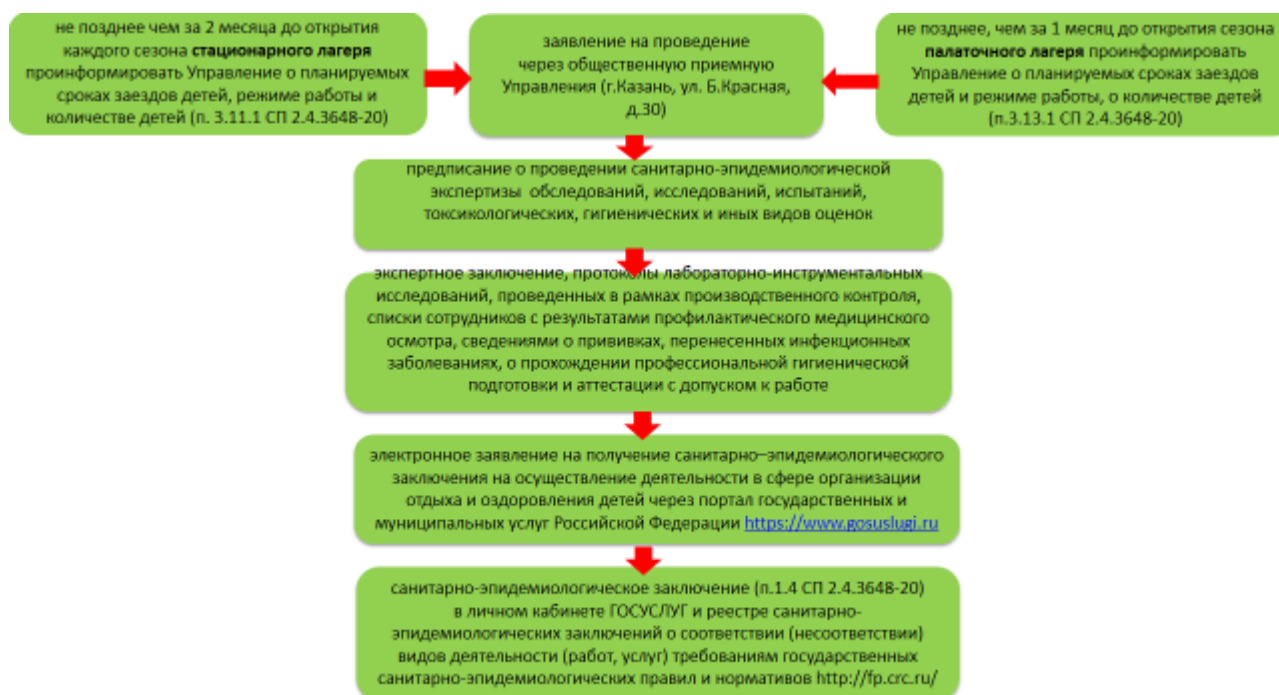 не позднее чем за 2 месяца до открытия
каждого сезона стационарного лагеря
проинформировать Управление о планируемых
сроках заездов детей, режиме работы и
количестве детей (п. 3.11.1 СП 2.4.3648-20)
заявление на проведение
через общественную приемную
Управления (г.Казань, ул. Б.Красная,
д.30)
не позднее, чем за 1 месяц до открытия сезона
палаточного лагеря проинформировать
Управление о планируемых сроках заездов
детей и режиме работы, о количестве детей
(п.3.13.1 СП 2.4.3648-20)
предписание о проведении санитарно-эпидемиологической
экспертизы обследований, исследований, испытаний,
токсикологических, гигиенических и иных видов оценок
экспертное заключение, протоколы лабораторно-инструментальных
исследований, проведенных в рамках производственного контроля,
списки сотрудников с результатами профилактического медицинского
осмотра, сведениями о прививках, перенесенных инфекционных
заболеваниях, о прохождении профессиональной гигиенической
подготовки и аттестации с допуском к работе
электронное заявление на получение санитарно–эпидемиологического
заключения на осуществление деятельности в сфере организации
отдыха и оздоровления детей через портал государственных и
муниципальных услуг Российской Федерации https://www.gosuslugi.ru
санитарно-эпидемиологическое заключение (п.1.4 СП 2.4.3648-20)
в личном кабинете ГОСУСЛУГ и реестре санитарно-
эпидемиологических заключений о соответствии (несоответствии)
видов деятельности (работ, услуг) требованиям государственных
санитарно-эпидемиологических правил и нормативов http://fp.crc.ru/